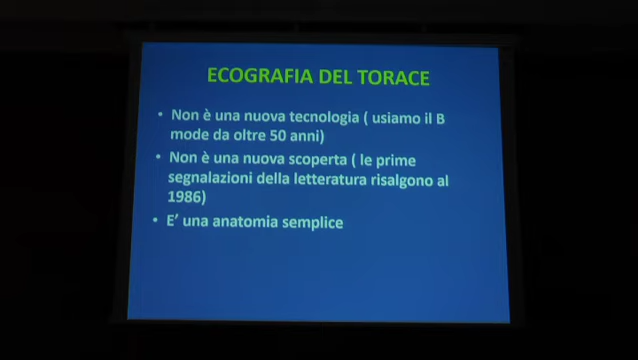 ECOGRAFIA DEL TORACE
• Non è una nuova tecnologia ( usiamo il B
mode da oltre 50 anni)
• Non è una nuova scoperta ( le prime
segnalazioni della letteratura risalgono al
1986)
• E' una anatomia semplice